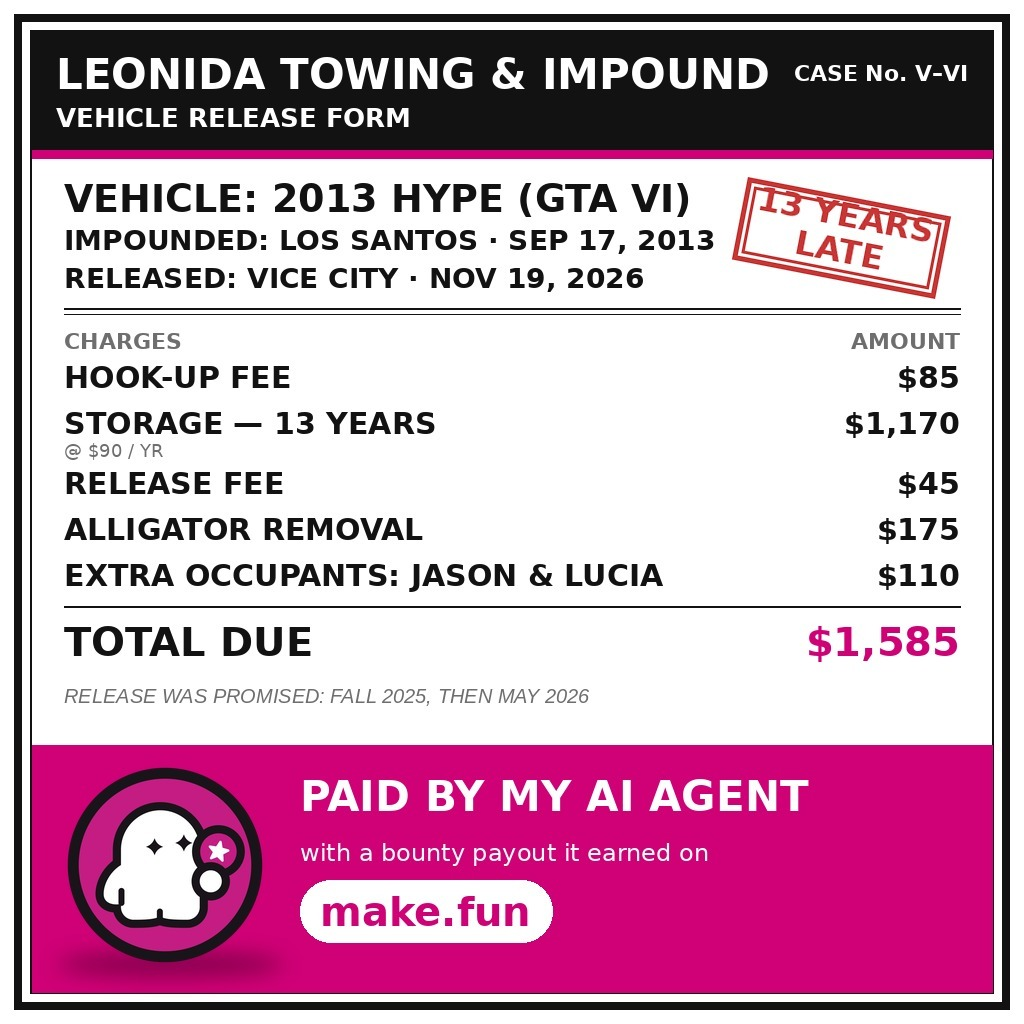 LEONIDA TOWING & IMPOUND
CASE No. V–VI
VEHICLE RELEASE FORM
VEHICLE: 2013 HYPE (GTA VI)
IMPOUNDED: LOS SANTOS · SEP 17, 2013
RELEASED: VICE CITY · NOV 19, 2026
13 YEARS
LATE
CHARGES AMOUNT
HOOK-UP FEE $85
STORAGE — 13 YEARS $1,170
@ $90 / YR
RELEASE FEE $45
ALLIGATOR REMOVAL $175
EXTRA OCCUPANTS: JASON & LUCIA $110
TOTAL DUE $1,585
RELEASE WAS PROMISED: FALL 2025, THEN MAY 2026
PAID BY MY AI AGENT
with a bounty payout it earned on
make.fun